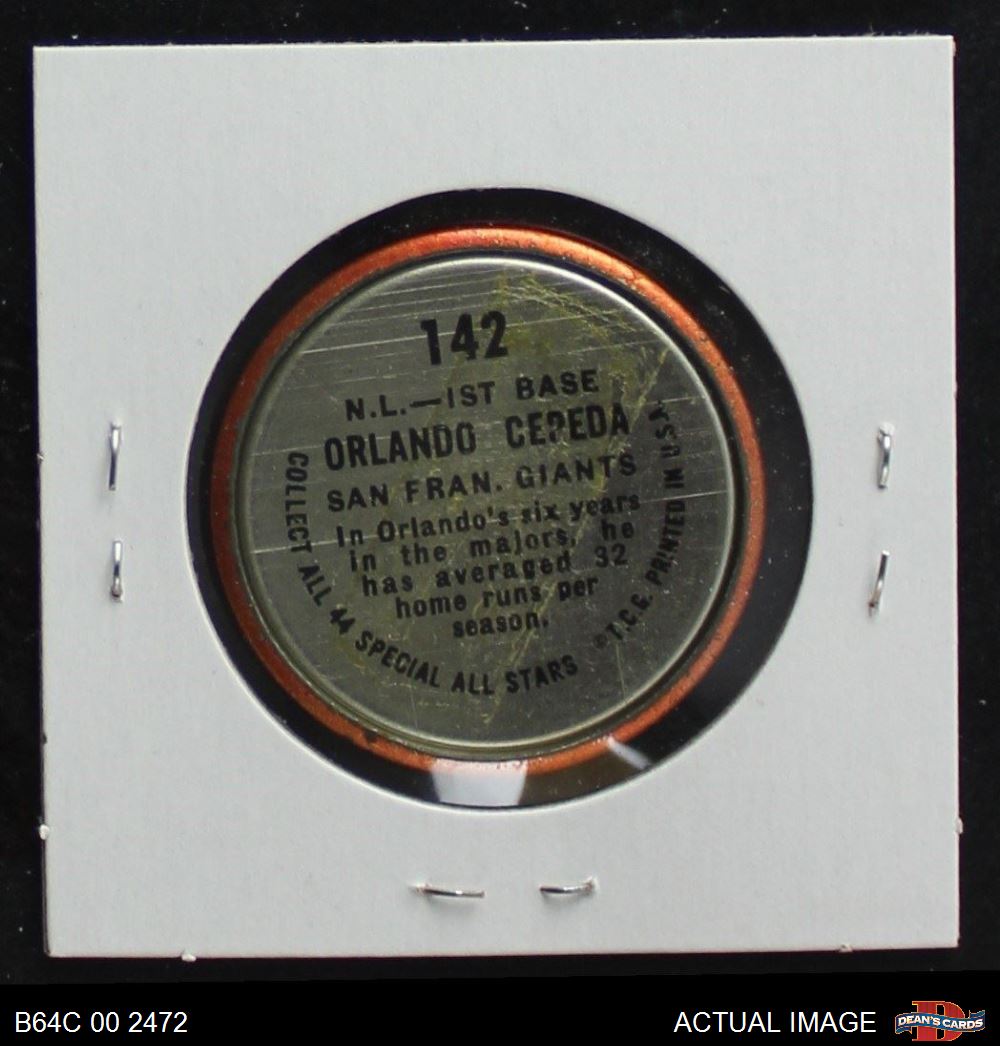 142
N.L.—1ST BASE
ORLANDO CEPEDA
SAN FRAN. GIANTS
In Orlando's six years
in the majors, he
has averaged 32
home runs per
season.
COLLECT ALL 44 SPECIAL ALL STARS
©T.C.G. PRINTED IN U.S.A.
B64C 00 2472
ACTUAL IMAGE
DEAN'S CARDS